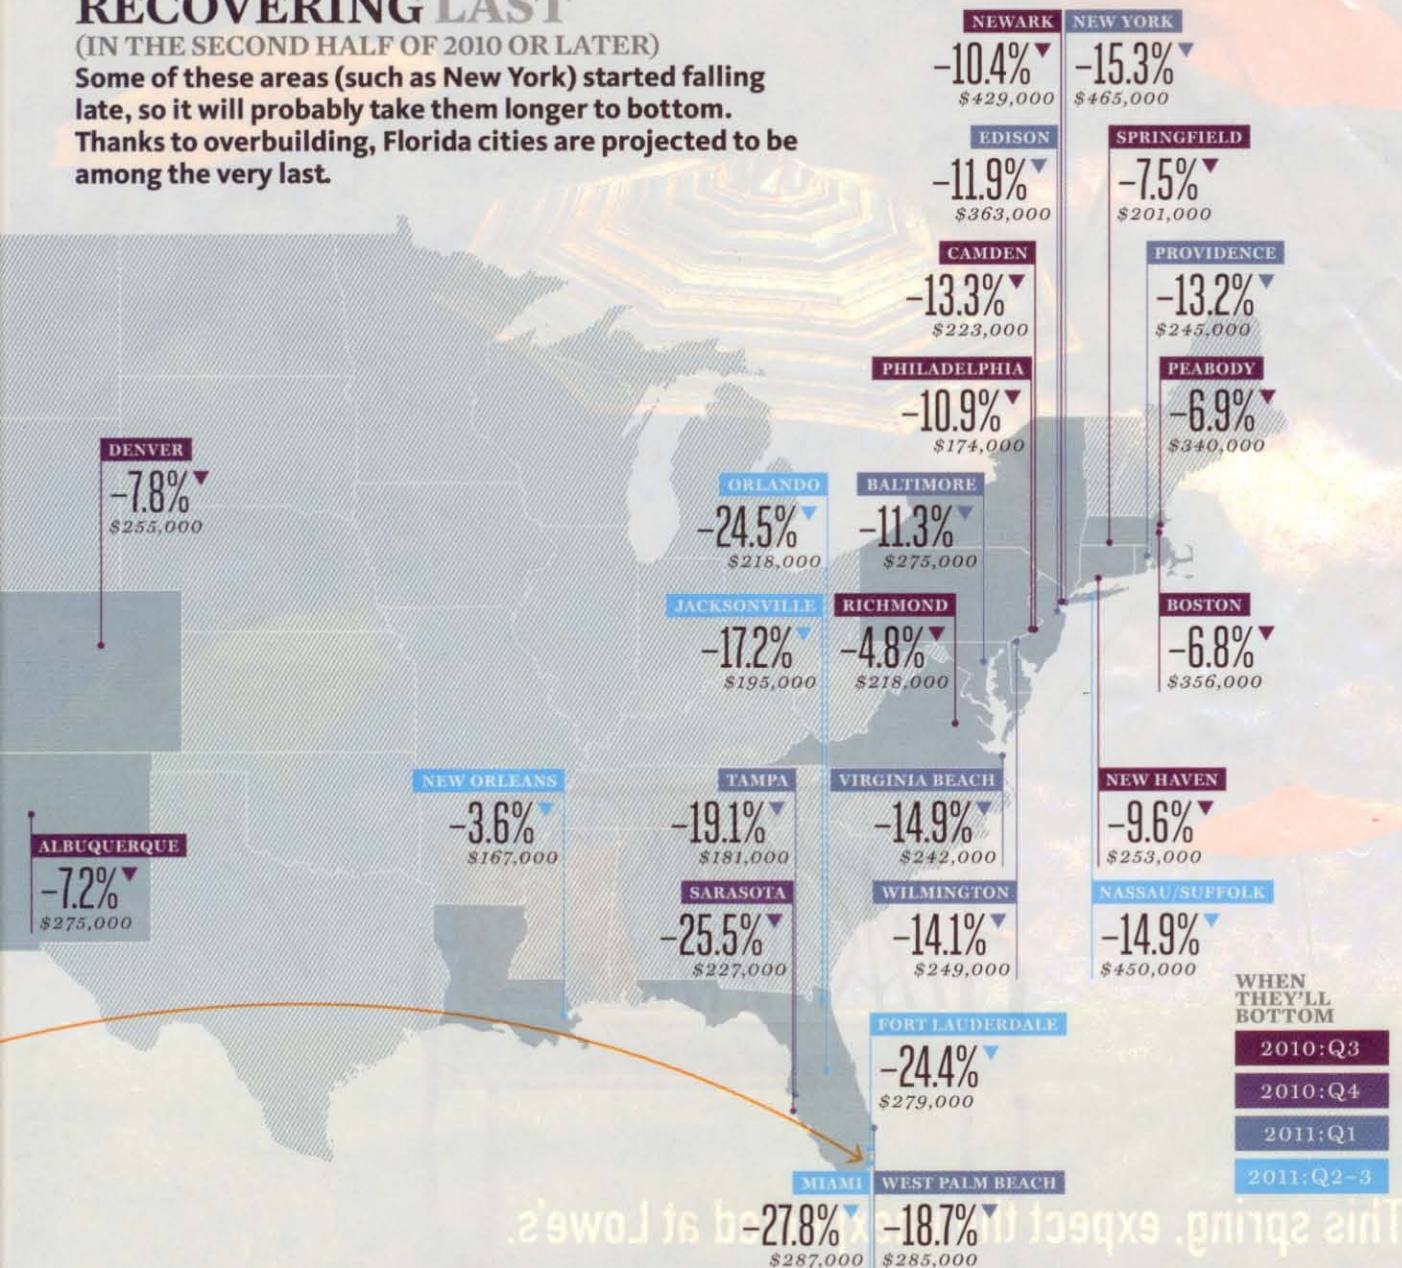 RECOVERING LAST
(IN THE SECOND HALF OF 2010 OR LATER)
Some of these areas (such as New York) started falling
late, so it will probably take them longer to bottom.
Thanks to overbuilding, Florida cities are projected to be
among the very last.
NEWARK
-10.4%
$429,000
NEW YORK
-15.3%
$465,000
EDISON
-11.9%
$363,000
SPRINGFIELD
-7.5%
$201,000
CAMDEN
-13.3%
$223,000
PROVIDENCE
-13.2%
$245,000
PHILADELPHIA
-10.9%
$174,000
PEABODY
-6.9%
$340,000
DENVER
-7.8%
$255,000
ORLANDO
-24.5%
$218,000
BALTIMORE
-11.3%
$275,000
JACKSONVILLE
-17.2%
$195,000
RICHMOND
-4.8%
$218,000
BOSTON
-6.8%
$356,000
NEW ORLEANS
-3.6%
$167,000
TAMPA
-19.1%
$181,000
VIRGINIA BEACH
-14.9%
$242,000
NEW HAVEN
-9.6%
$253,000
ALBUQUERQUE
-7.2%
$275,000
SARASOTA
-25.5%
$227,000
WILMINGTON
-14.1%
$249,000
NASSAU/SUFFOLK
-14.9%
$450,000
FORT LAUDERDALE
-24.4%
$279,000
WHEN
THEY'LL
BOTTOM
2010:Q3
2010:Q4
2011:Q1
2011:Q2-3
MIAMI
-27.8%
$287,000
WEST PALM BEACH
-18.7%
$285,000